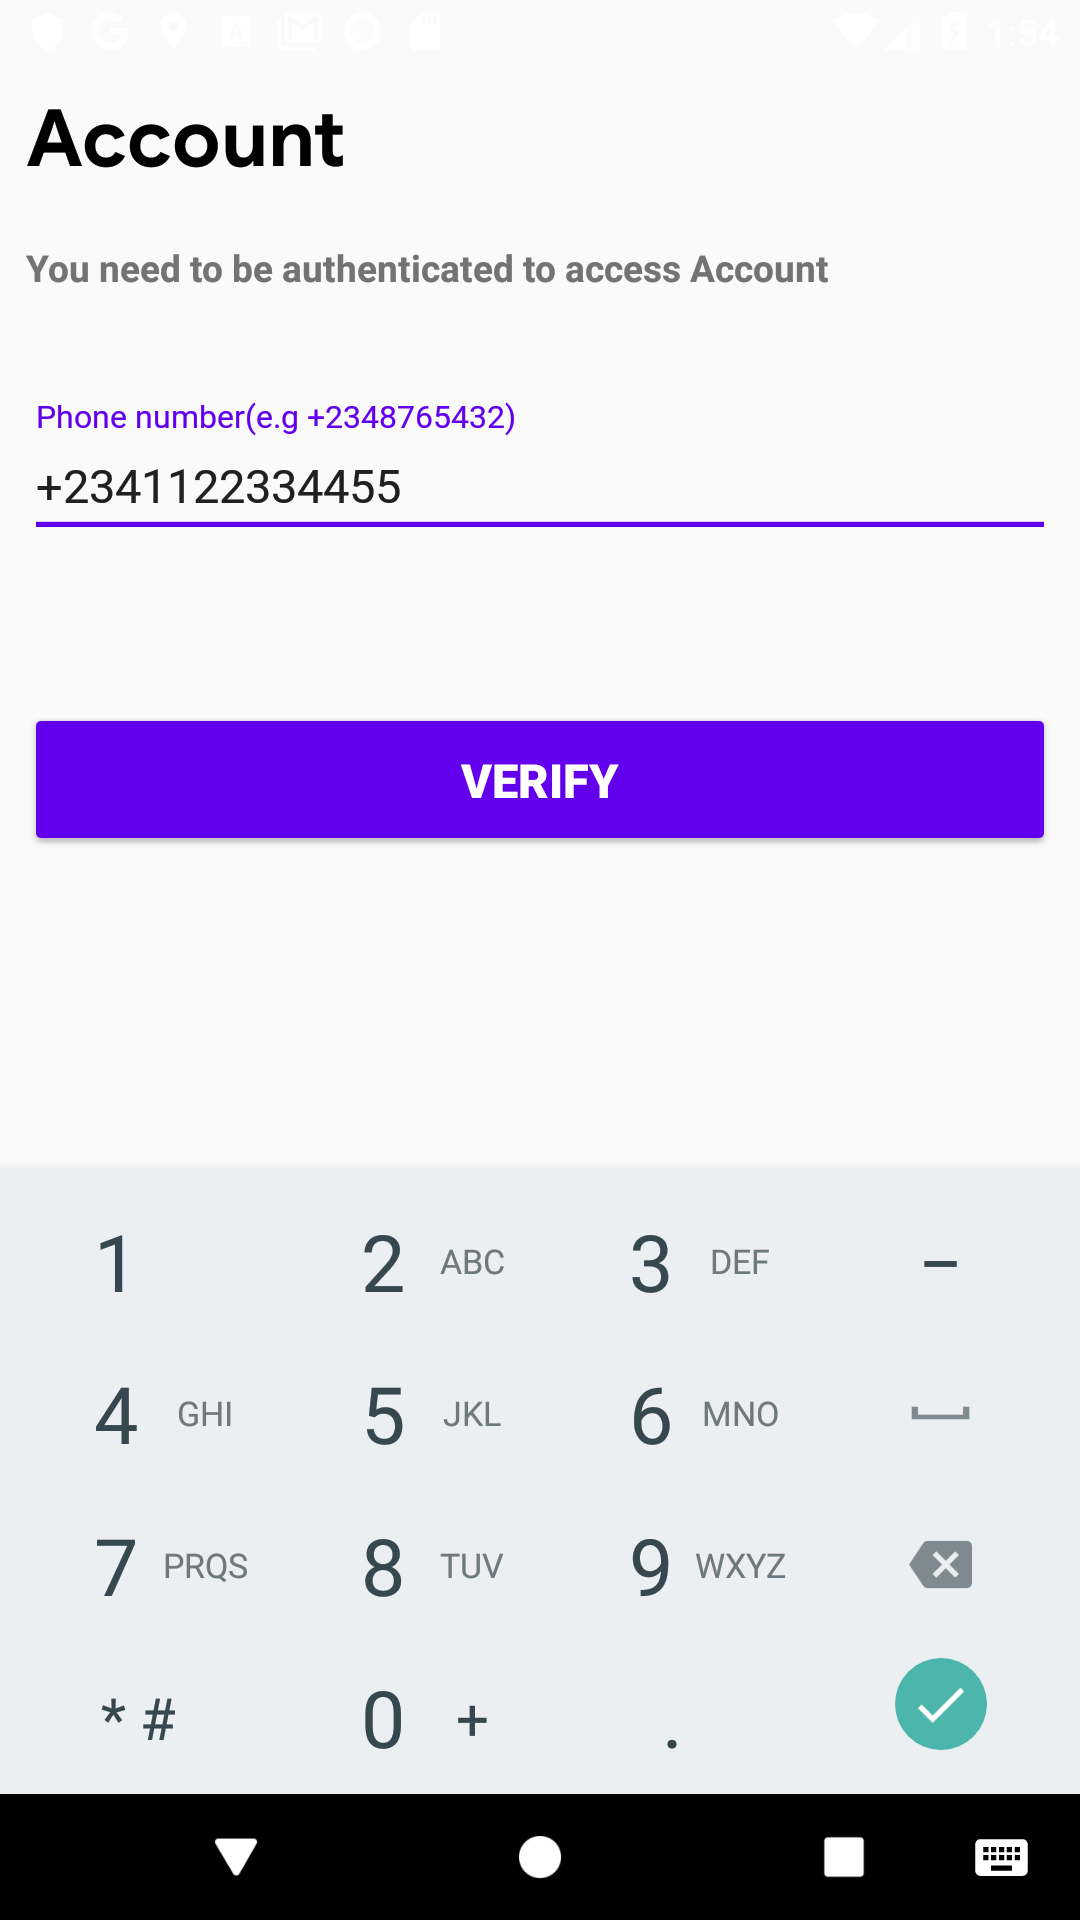 1:54
Account
You need to be authenticated to access Account
Phone number(e.g +2348765432)
+2341122334455
VERIFY
1 2 ABC 3 DEF –
4 GHI 5 JKL 6 MNO
7 PRQS 8 TUV 9 WXYZ
* # 0 + .